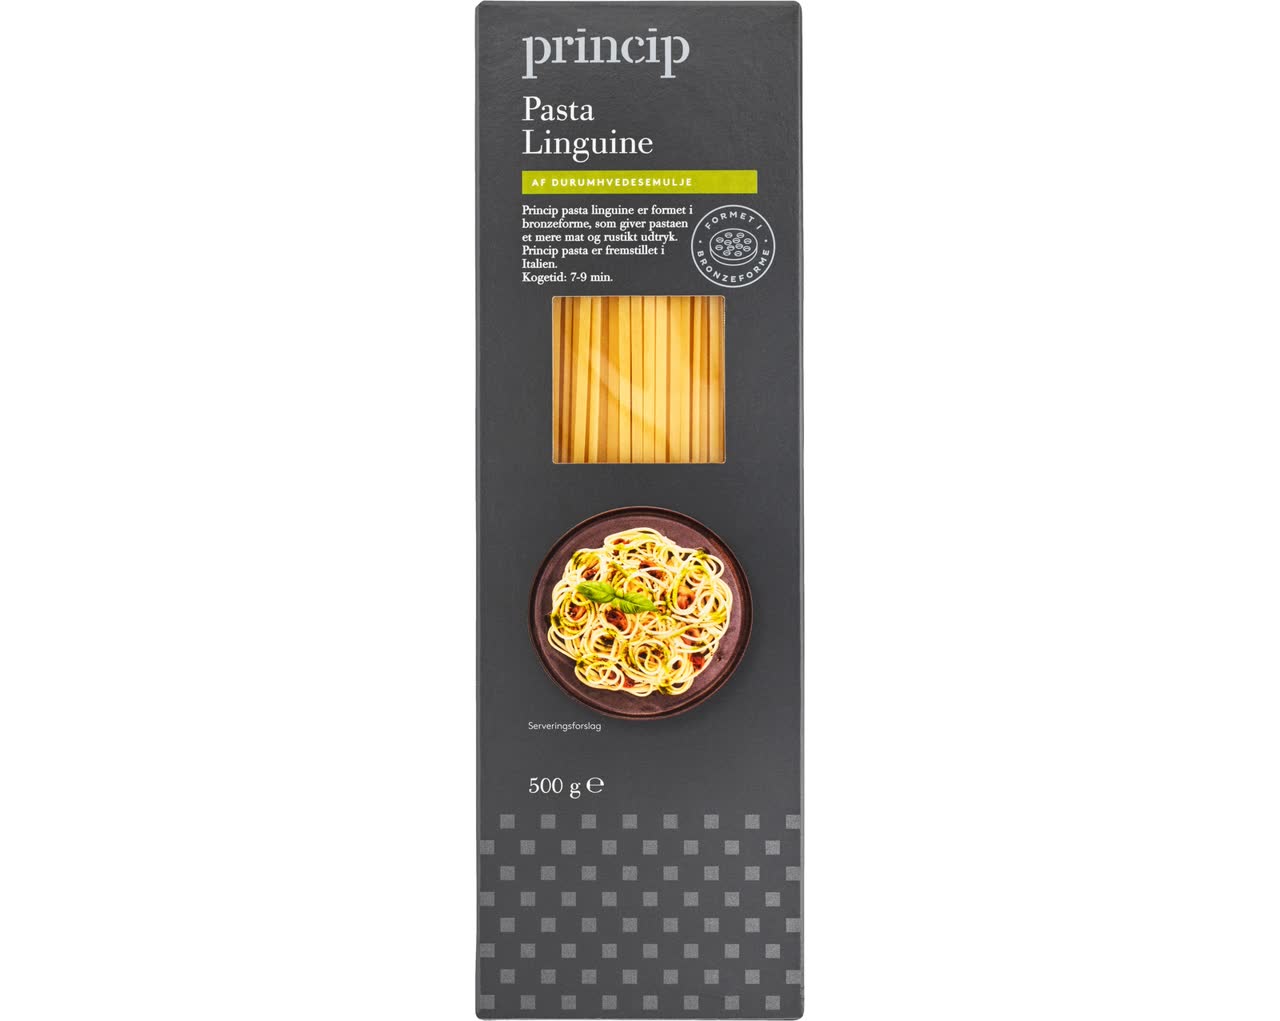 princip
Pasta
Linguine
AF DURUMHVEDESEMULJE
Princip pasta linguine er formet i
bronzeforme, som giver pastaen
et mere mat og rustikt udtryk.
Princip pasta er fremstillet i
Italien.
Kogetid: 7-9 min.
FORMET I
BRONZEFORME
Serveringsforslag
500 g ℮